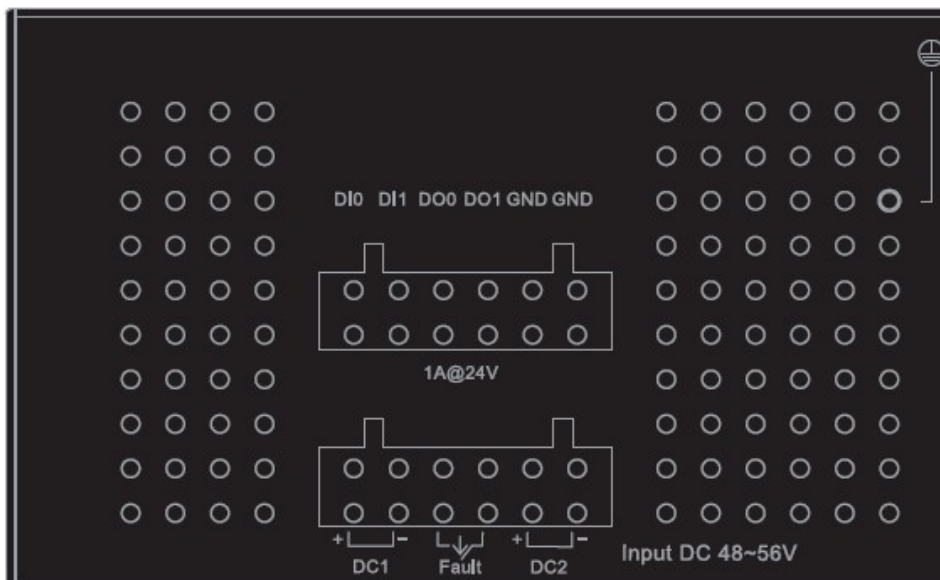 DI0 DI1 DO0 DO1 GND GND
1A@24V
+ − + −
DC1 Fault DC2
Input DC 48~56V